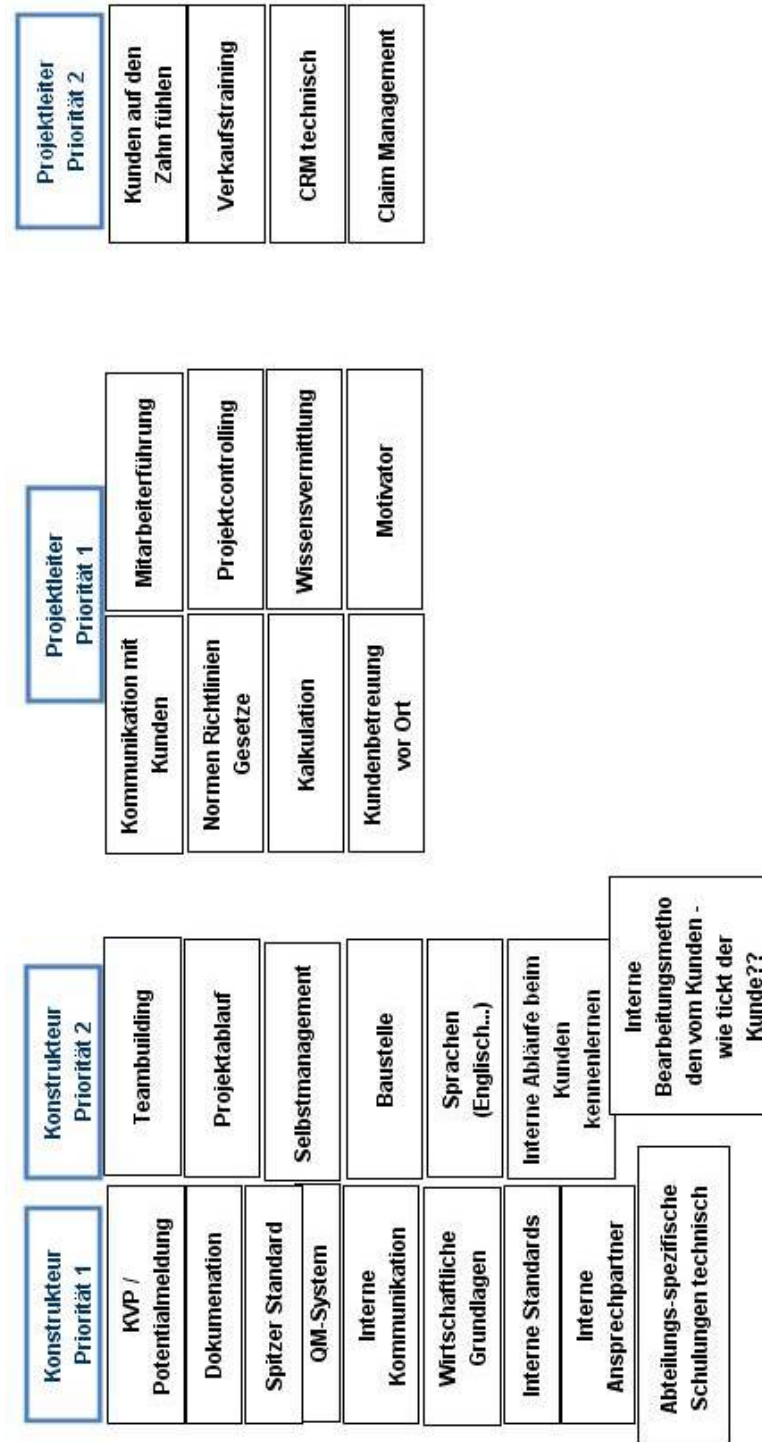 Konstrukteur
Priorität 1
KVP /
Potentialmeldung
Dokumenation
Spitzer Standard
QM-System
Interne
Kommunikation
Wirtschaftliche
Grundlagen
Interne Standards
Interne
Ansprechpartner
Abteilungs-spezifische
Schulungen technisch
Konstrukteur
Priorität 2
Teambuilding
Projektablauf
Selbstmanagement
Baustelle
Sprachen
(Englisch...)
Interne Abläufe beim
Kunden
kennenlernen
Interne
Bearbeitungsmetho
den vom Kunden -
wie tickt der
Kunde??
Projektleiter
Priorität 1
Kommunikation mit
Kunden
Normen Richtlinien
Gesetze
Kalkulation
Kundenbetreuung
vor Ort
Mitarbeiterführung
Projektcontrolling
Wissensvermittlung
Motivator
Projektleiter
Priorität 2
Kunden auf den
Zahn fühlen
Verkaufstraining
CRM technisch
Claim Management